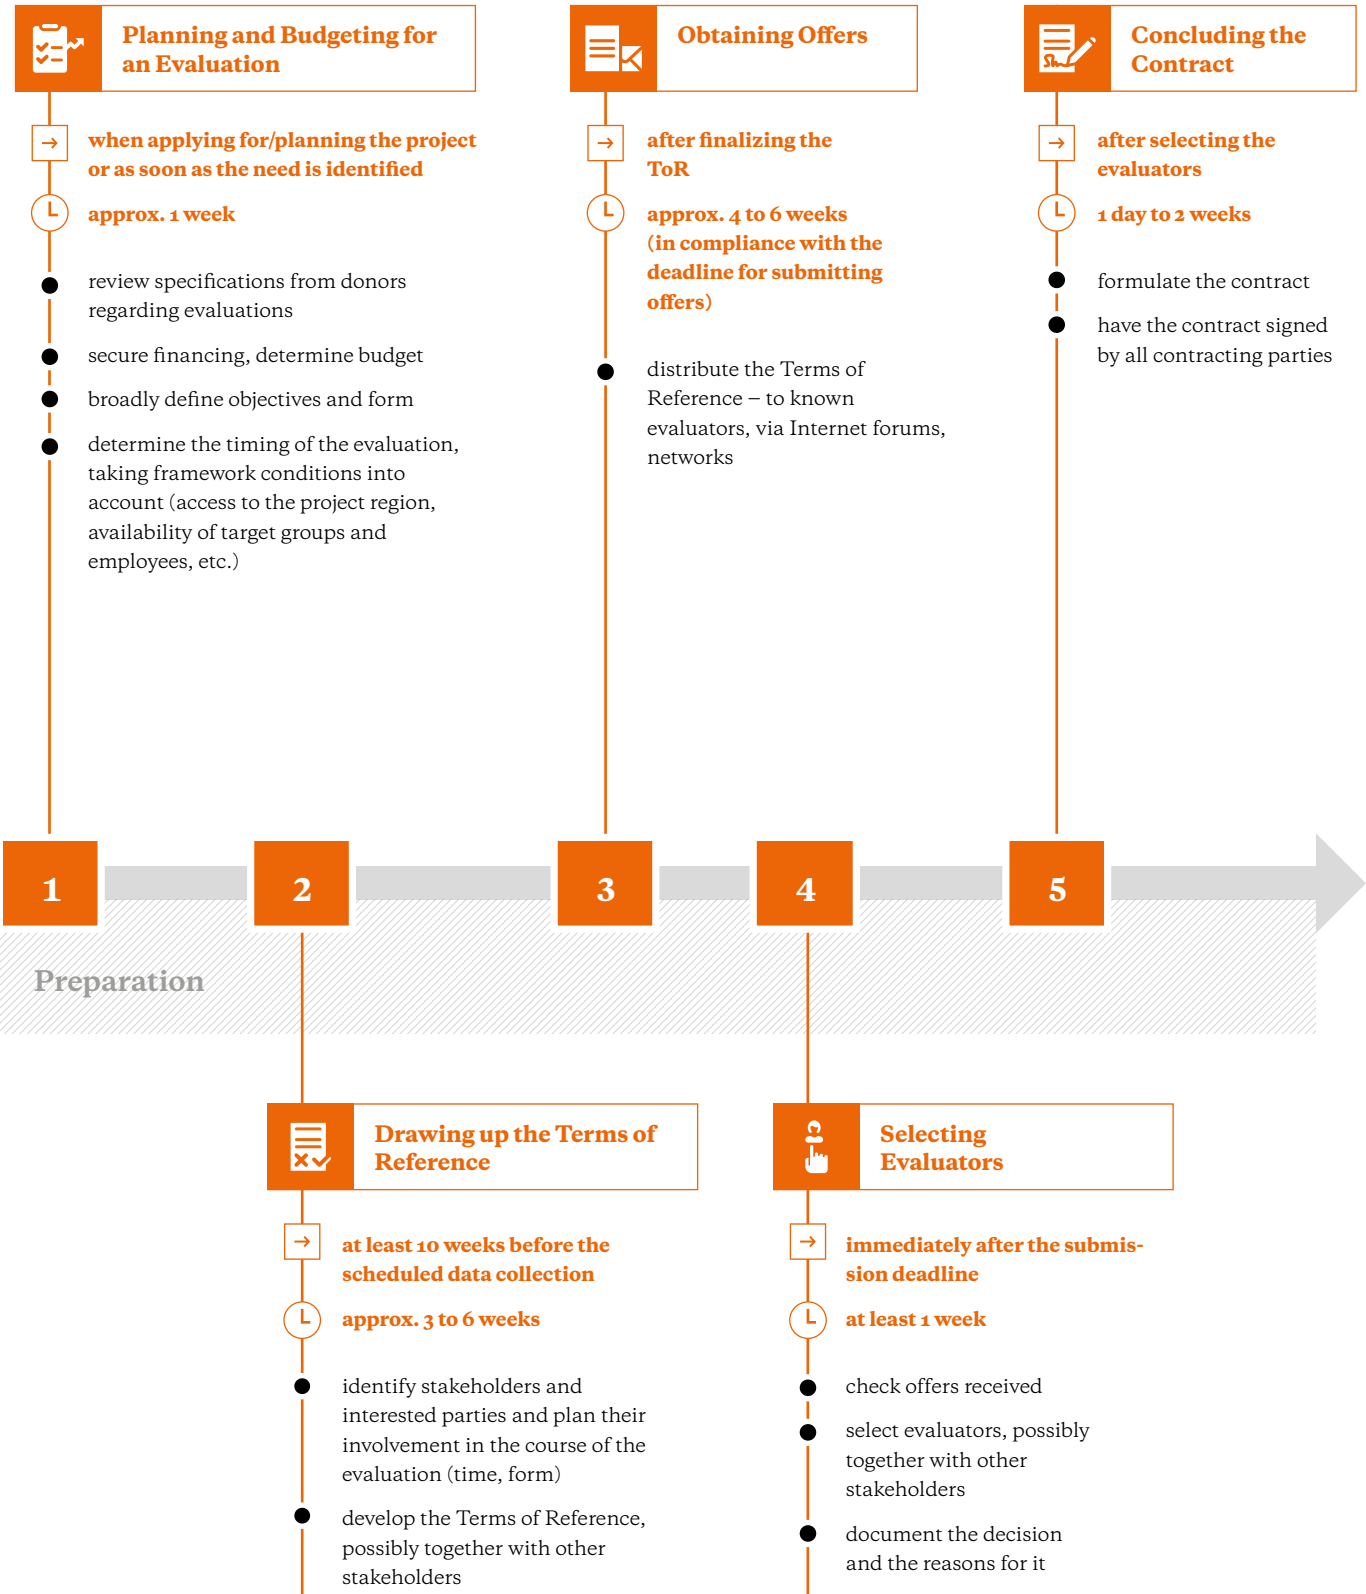 Planning and Budgeting for
an Evaluation
when applying for/planning the project
or as soon as the need is identified
approx. 1 week
review specifications from donors
regarding evaluations
secure financing, determine budget
broadly define objectives and form
determine the timing of the evaluation,
taking framework conditions into
account (access to the project region,
availability of target groups and
employees, etc.)
Obtaining Offers
after finalizing the
ToR
approx. 4 to 6 weeks
(in compliance with the
deadline for submitting
offers)
distribute the Terms of
Reference – to known
evaluators, via Internet forums,
networks
Concluding the
Contract
after selecting the
evaluators
1 day to 2 weeks
formulate the contract
have the contract signed
by all contracting parties
1
2
3
4
5
Preparation
Drawing up the Terms of
Reference
at least 10 weeks before the
scheduled data collection
approx. 3 to 6 weeks
identify stakeholders and
interested parties and plan their
involvement in the course of the
evaluation (time, form)
develop the Terms of Reference,
possibly together with other
stakeholders
Selecting
Evaluators
immediately after the submis-
sion deadline
at least 1 week
check offers received
select evaluators, possibly
together with other
stakeholders
document the decision
and the reasons for it